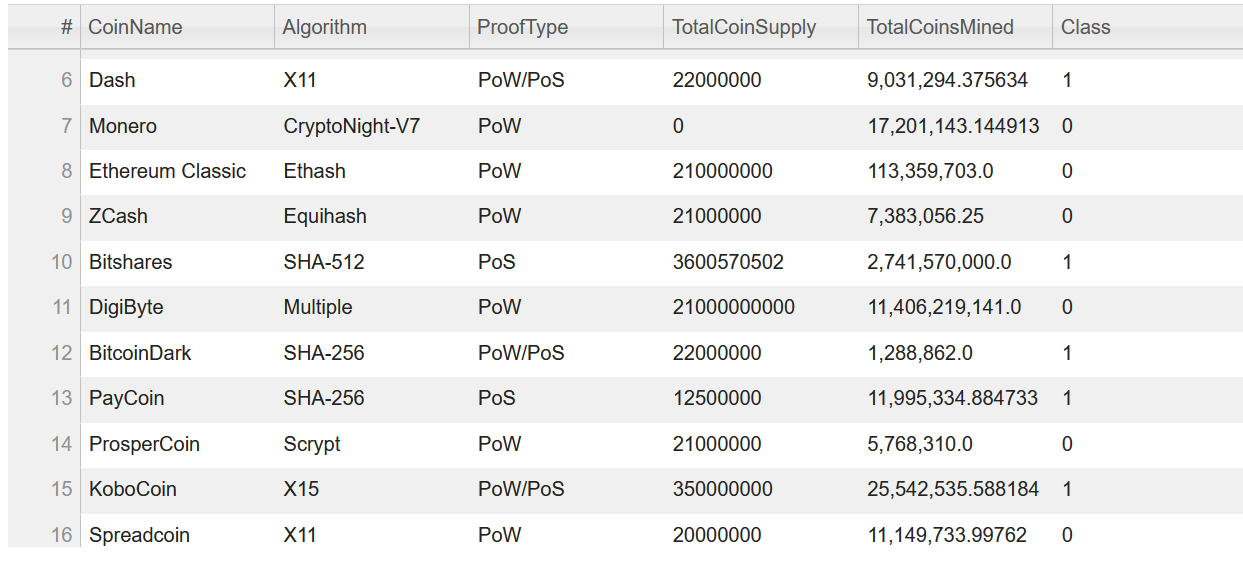 # CoinName Algorithm ProofType TotalCoinSupply TotalCoinsMined Class
6 Dash X11 PoW/PoS 22000000 9,031,294.375634 1
7 Monero CryptoNight-V7 PoW 0 17,201,143.144913 0
8 Ethereum Classic Ethash PoW 210000000 113,359,703.0 0
9 ZCash Equihash PoW 21000000 7,383,056.25 0
10 Bitshares SHA-512 PoS 3600570502 2,741,570,000.0 1
11 DigiByte Multiple PoW 21000000000 11,406,219,141.0 0
12 BitcoinDark SHA-256 PoW/PoS 22000000 1,288,862.0 1
13 PayCoin SHA-256 PoS 12500000 11,995,334.884733 1
14 ProsperCoin Scrypt PoW 21000000 5,768,310.0 0
15 KoboCoin X15 PoW/PoS 350000000 25,542,535.588184 1
16 Spreadcoin X11 PoW 20000000 11,149,733.99762 0